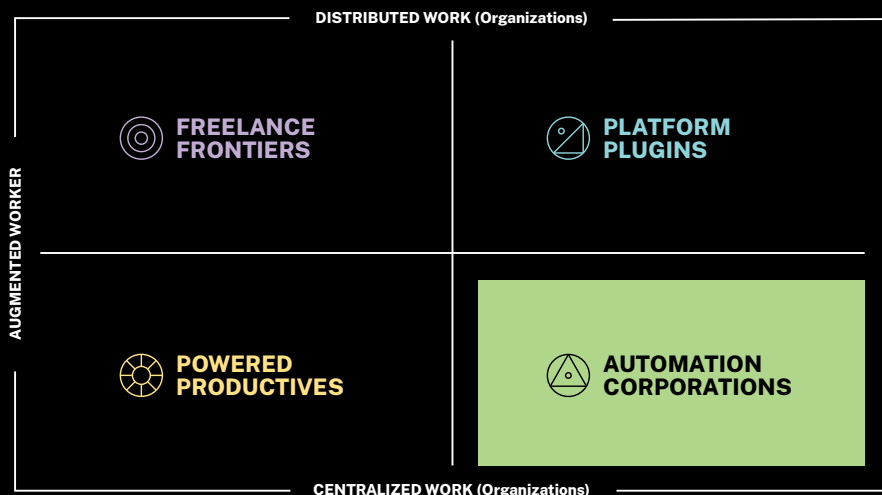 DISTRIBUTED WORK (Organizations)
FREELANCE
FRONTIERS
PLATFORM
PLUGINS
AUGMENTED WORKER
POWERED
PRODUCTIVES
AUTOMATION
CORPORATIONS
CENTRALIZED WORK (Organizations)